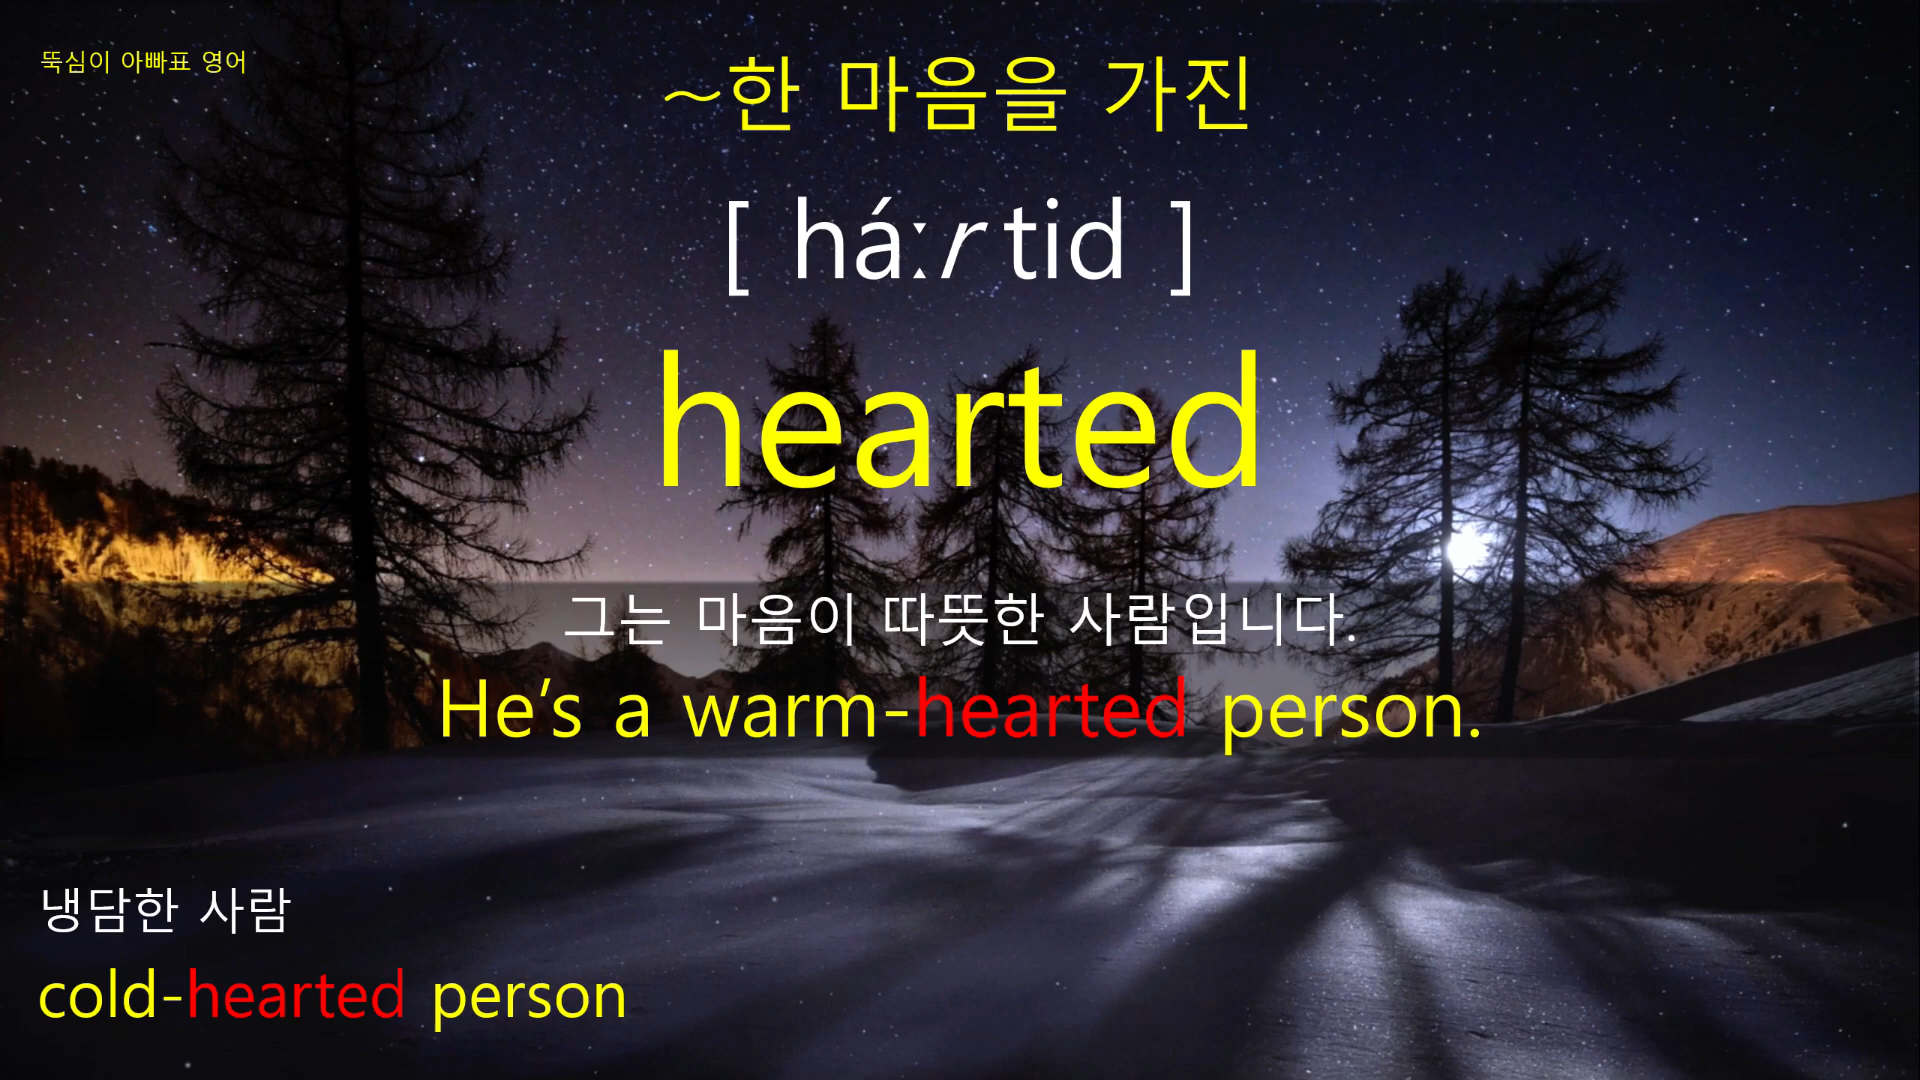 뚝심이 아빠표 영어
~한 마음을 가진
[ háːrtid ]
hearted
그는 마음이 따뜻한 사람입니다.
He’s a warm-hearted person.
냉담한 사람
cold-hearted person